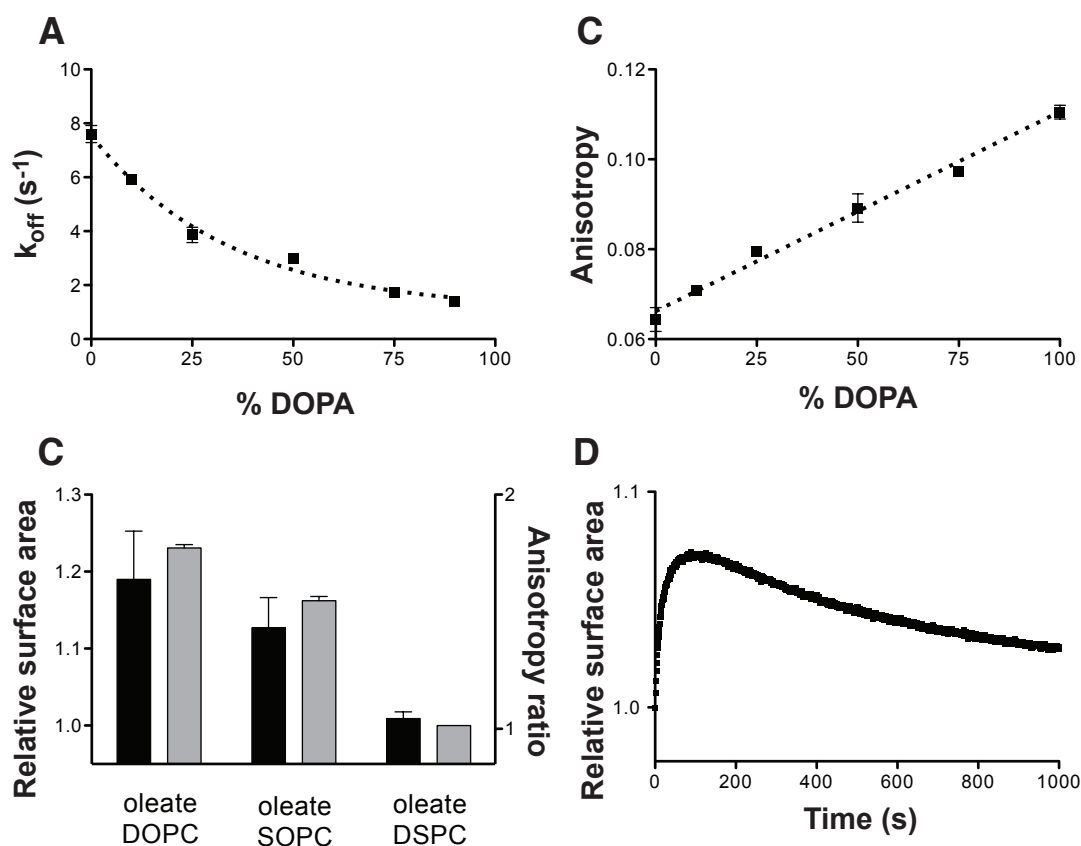 A
10
8
6
4
2
0
k_off (s⁻¹)
0 25 50 75 100
% DOPA
C
0.12
0.10
0.08
0.06
Anisotropy
0 25 50 75 100
% DOPA
C
1.3
1.2
1.1
1.0
Relative surface area
2
1
Anisotropy ratio
oleate oleate oleate
DOPC SOPC DSPC
D
1.1
1.0
Relative surface area
0 200 400 600 800 1000
Time (s)